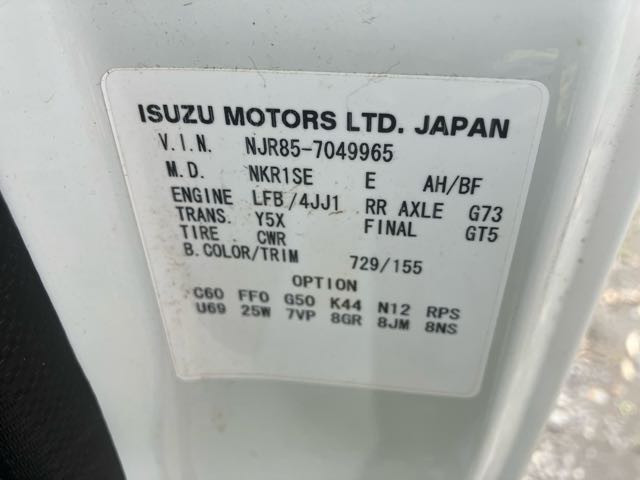 ISUZU MOTORS LTD. JAPAN
V.I.N. NJR85-7049965
M.D. NKR1SE E AH/BF
ENGINE LFB/4JJ1 RR AXLE G73
TRANS. Y5X FINAL GT5
TIRE CWR
B.COLOR/TRIM 729/155
OPTION
C60 FFO G50 K44 N12 RPS
U69 25W 7VP 8GR 8JM 8NS